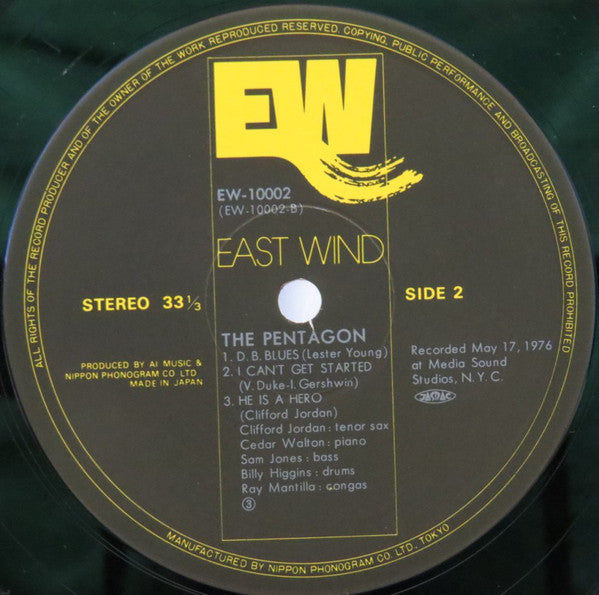 ALL RIGHTS OF THE RECORD PRODUCER AND OF THE OWNER OF THE WORK REPRODUCED RESERVED. COPYING, PUBLIC PERFORMANCE AND BROADCASTING OF THIS RECORD PROHIBITED
EW
EW-10002
(EW-10002-B)
EAST WIND
STEREO 33 1/3
SIDE 2
THE PENTAGON
1. D. B. BLUES (Lester Young)
2. I CAN'T GET STARTED
(V. Duke-I. Gershwin)
3. HE IS A HERO
(Clifford Jordan)
Clifford Jordan : tenor sax
Cedar Walton : piano
Sam Jones : bass
Billy Higgins : drums
Ray Mantilla : congas
③
PRODUCED BY AI MUSIC &
NIPPON PHONOGRAM CO LTD
MADE IN JAPAN
Recorded May 17, 1976
at Media Sound
Studios, N.Y.C.
JASRAC
MANUFACTURED BY NIPPON PHONOGRAM CO., LTD., TOKYO